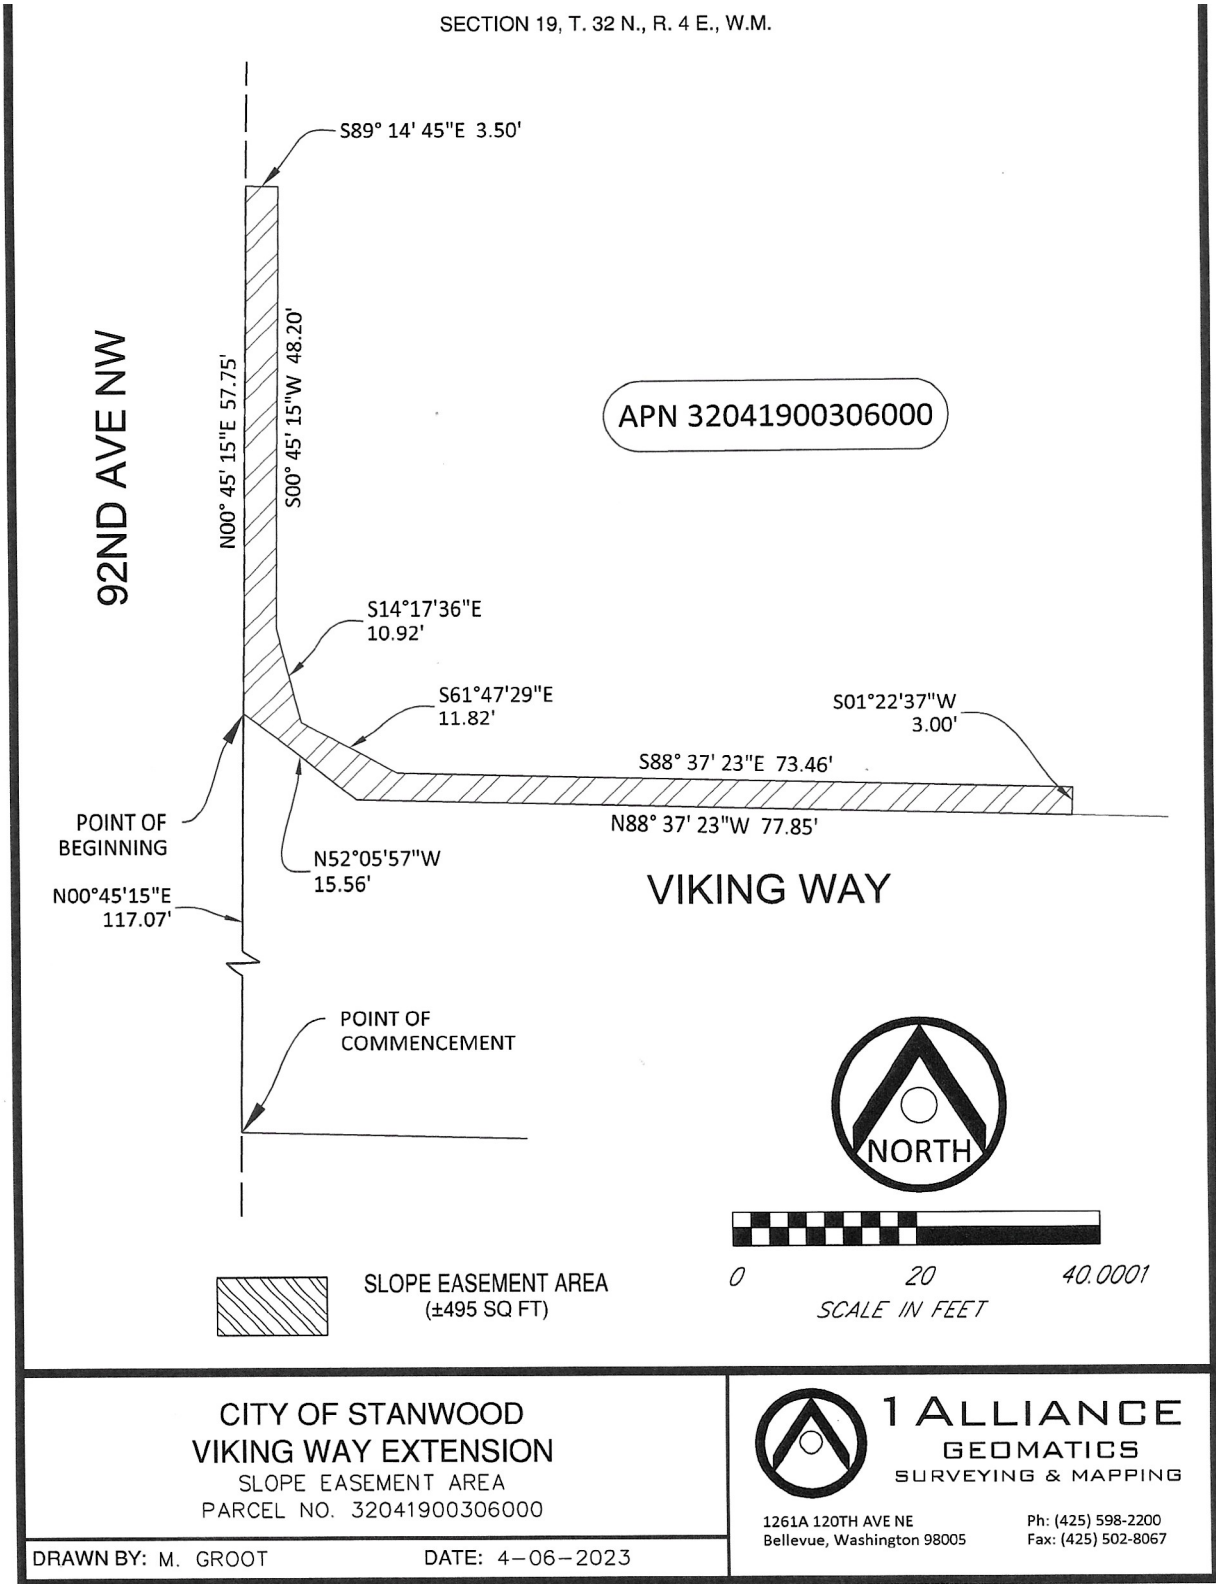 SECTION 19, T. 32 N., R. 4 E., W.M.
S89° 14' 45"E 3.50'
92ND AVE NW
N00° 45' 15"E 57.75'
S00° 45' 15"W 48.20'
APN 32041900306000
S14°17'36"E
10.92'
S61°47'29"E
11.82'
S01°22'37"W
3.00'
S88° 37' 23"E 73.46'
N88° 37' 23"W 77.85'
POINT OF
BEGINNING
N52°05'57"W
15.56'
VIKING WAY
N00°45'15"E
117.07'
POINT OF
COMMENCEMENT
NORTH
0 20 40.0001
SCALE IN FEET
SLOPE EASEMENT AREA
(±495 SQ FT)
CITY OF STANWOOD
VIKING WAY EXTENSION
SLOPE EASEMENT AREA
PARCEL NO. 32041900306000
DRAWN BY: M. GROOT DATE: 4-06-2023
1 ALLIANCE
GEOMATICS
SURVEYING & MAPPING
1261A 120TH AVE NE
Bellevue, Washington 98005
Ph: (425) 598-2200
Fax: (425) 502-8067